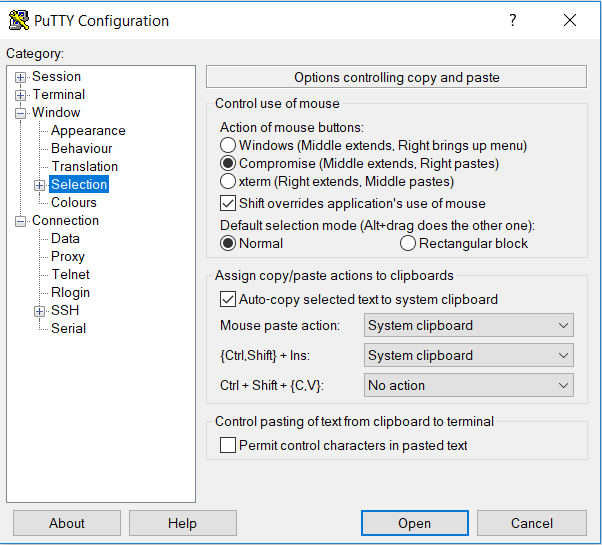 PuTTY Configuration
?
Category:
Session
Terminal
Window
Appearance
Behaviour
Translation
Selection
Colours
Connection
Data
Proxy
Telnet
Rlogin
SSH
Serial
Options controlling copy and paste
Control use of mouse
Action of mouse buttons:
Windows (Middle extends, Right brings up menu)
Compromise (Middle extends, Right pastes)
xterm (Right extends, Middle pastes)
Shift overrides application's use of mouse
Default selection mode (Alt+drag does the other one):
Normal Rectangular block
Assign copy/paste actions to clipboards
Auto-copy selected text to system clipboard
Mouse paste action: System clipboard
{Ctrl,Shift} + Ins: System clipboard
Ctrl + Shift + {C,V}: No action
Control pasting of text from clipboard to terminal
Permit control characters in pasted text
About Help Open Cancel